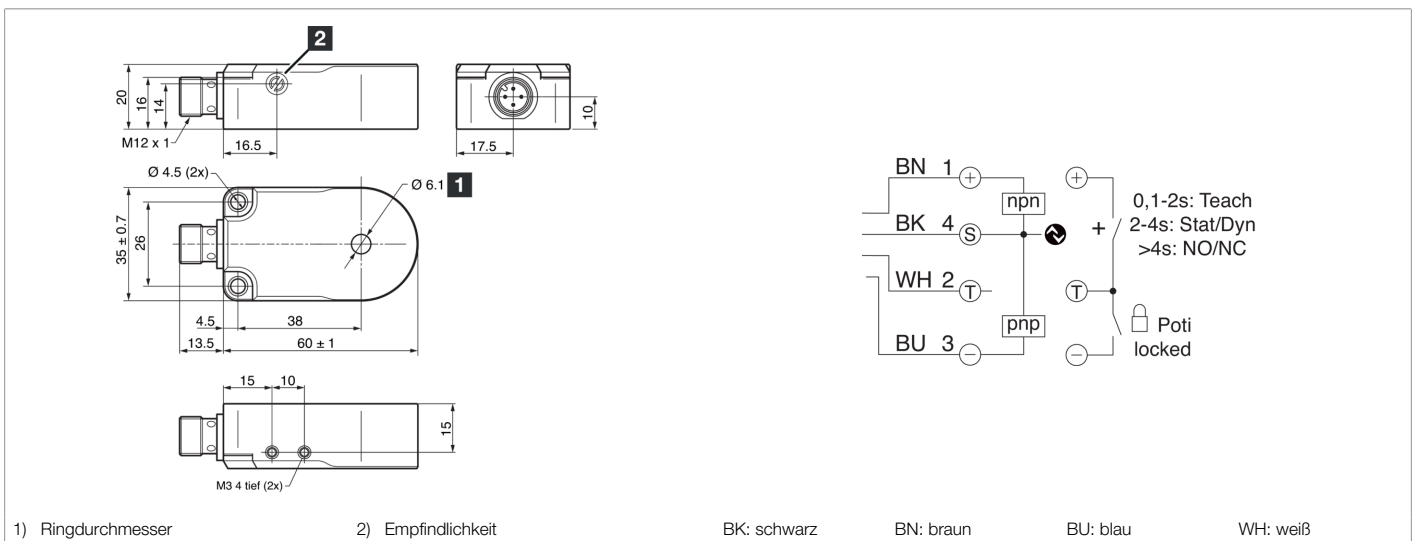 2
20
16
14
M12 x 1
16.5
10
17.5
Ø 4.5 (2x)
Ø 6.1 1
35 ± 0.7
26
4.5
38
13.5
60 ± 1
15
10
15
M3 4 tief (2x)
BN 1
+
npn
BK 4
S
WH 2
T
pnp
BU 3
−
+
+
0,1-2s: Teach
2-4s: Stat/Dyn
>4s: NO/NC
T
Poti
locked
−
1) Ringdurchmesser
2) Empfindlichkeit
BK: schwarz
BN: braun
BU: blau
WH: weiß